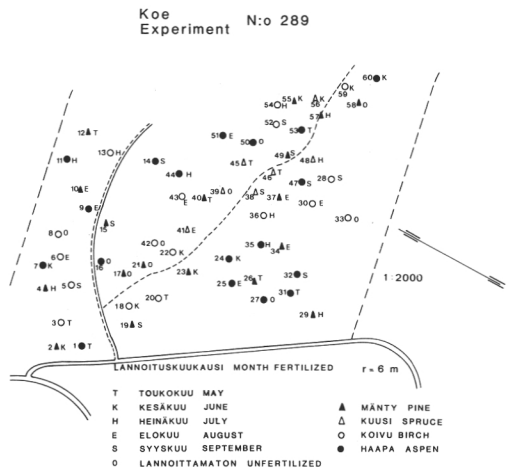 Koe
Experiment N:o 289
60 K
59 K
55 K
56 K
58 O
54 H
57 H
52 S
53 T
12 T
51 E
50 O
13 H
49 S
48 H
11 H
14 S
45 T
44 H
46 T
47 S
28 S
10 E
43 E
40 T
39 O
38 S
37 E
30 E
9 E
36 H
33 O
15 S
41 E
8 O
42 O
35 H
34 E
22 K
6 E
16 O
21 O
24 K
7 K
17 O
23 K
32 S
1:2000
4 H
5 S
25 E
26 T
31 T
27 O
20 T
18 K
29 H
3 T
19 S
2 K
1 T
LANNOITUSKUUKAUSI MONTH FERTILIZED r = 6 m
T TOUKOKUU MAY
K KESÄKUU JUNE
H HEINÄKUU JULY
E ELOKUU AUGUST
S SYYSKUU SEPTEMBER
O LANNOITTAMATON UNFERTILIZED
MÄNTY PINE
KUUSI SPRUCE
KOIVU BIRCH
HAAPA ASPEN